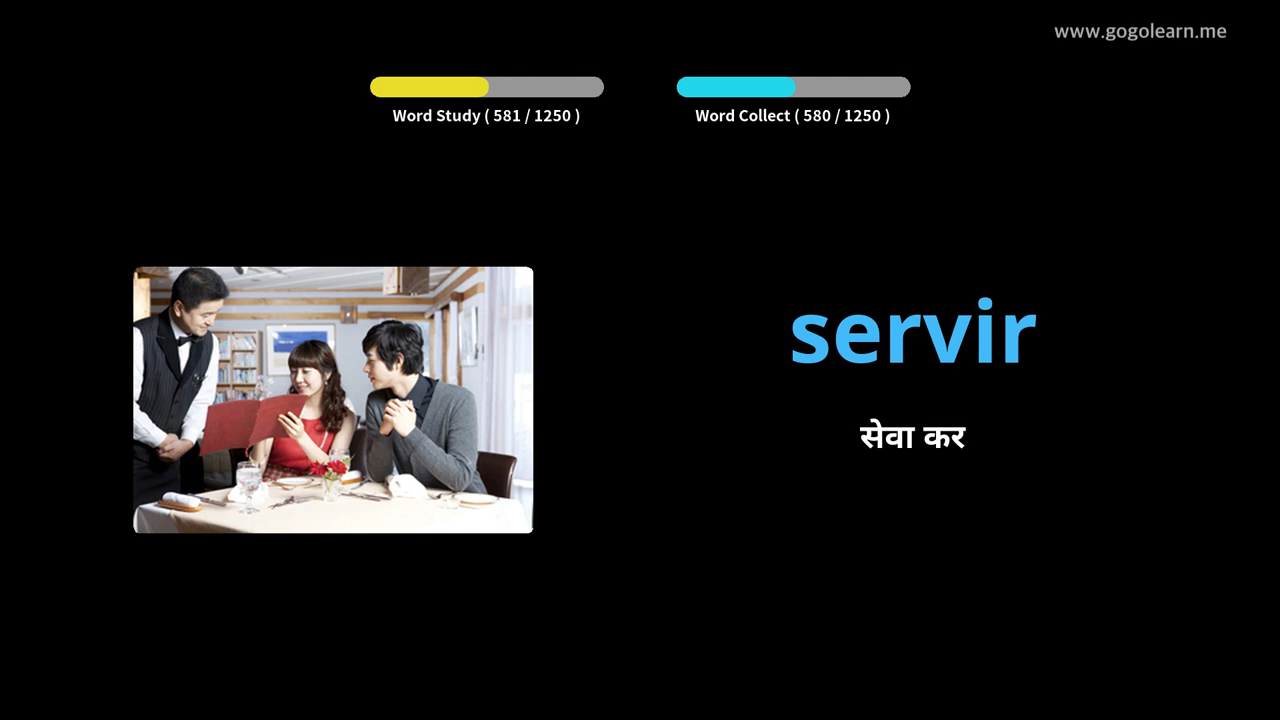 www.gogolearn.me
Word Study ( 581 / 1250 )
Word Collect ( 580 / 1250 )
servir
सेवा कर